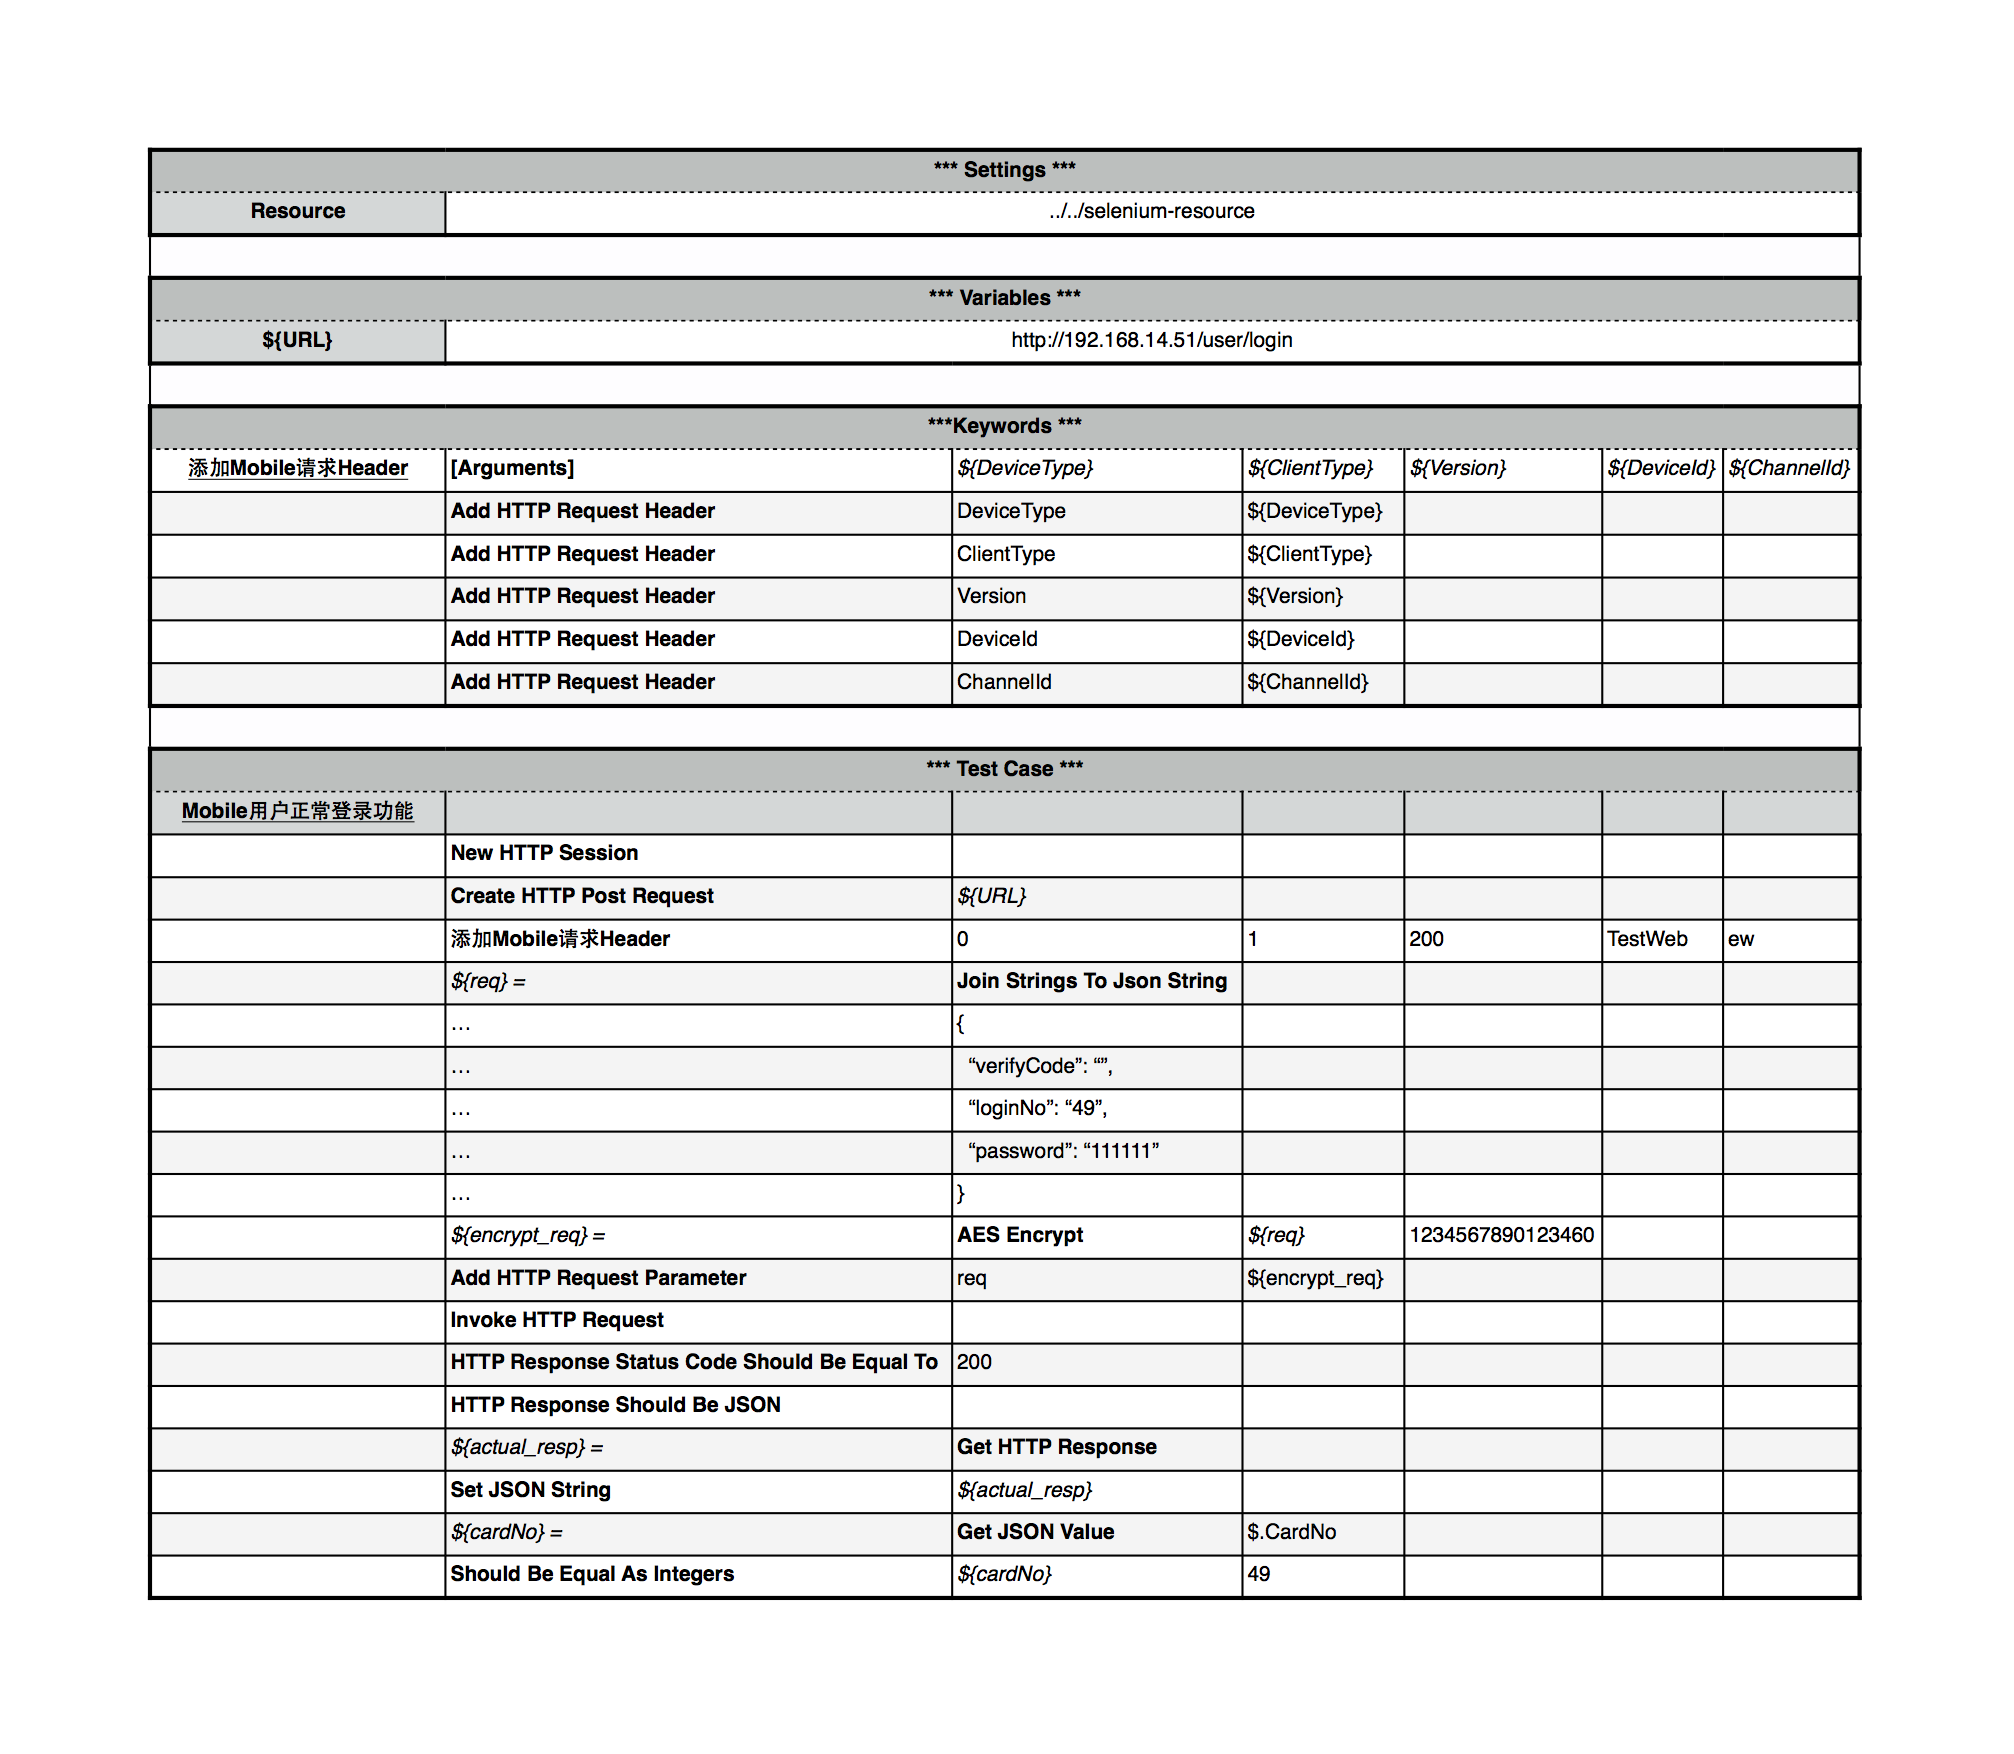 *** Settings ***
Resource ../../selenium-resource
*** Variables ***
${URL} http://192.168.14.51/user/login
***Keywords ***
添加Mobile请求Header [Arguments] ${DeviceType} ${ClientType} ${Version} ${DeviceId} ${ChannelId}
Add HTTP Request Header DeviceType ${DeviceType}
Add HTTP Request Header ClientType ${ClientType}
Add HTTP Request Header Version ${Version}
Add HTTP Request Header DeviceId ${DeviceId}
Add HTTP Request Header ChannelId ${ChannelId}
*** Test Case ***
Mobile用户正常登录功能
New HTTP Session
Create HTTP Post Request ${URL}
添加Mobile请求Header 0 1 200 TestWeb ew
${req} = Join Strings To Json String
… {
… “verifyCode”: “”,
… “loginNo”: “49”,
… “password”: “111111”
… }
${encrypt_req} = AES Encrypt ${req} 1234567890123460
Add HTTP Request Parameter req ${encrypt_req}
Invoke HTTP Request
HTTP Response Status Code Should Be Equal To 200
HTTP Response Should Be JSON
${actual_resp} = Get HTTP Response
Set JSON String ${actual_resp}
${cardNo} = Get JSON Value $.CardNo
Should Be Equal As Integers ${cardNo} 49